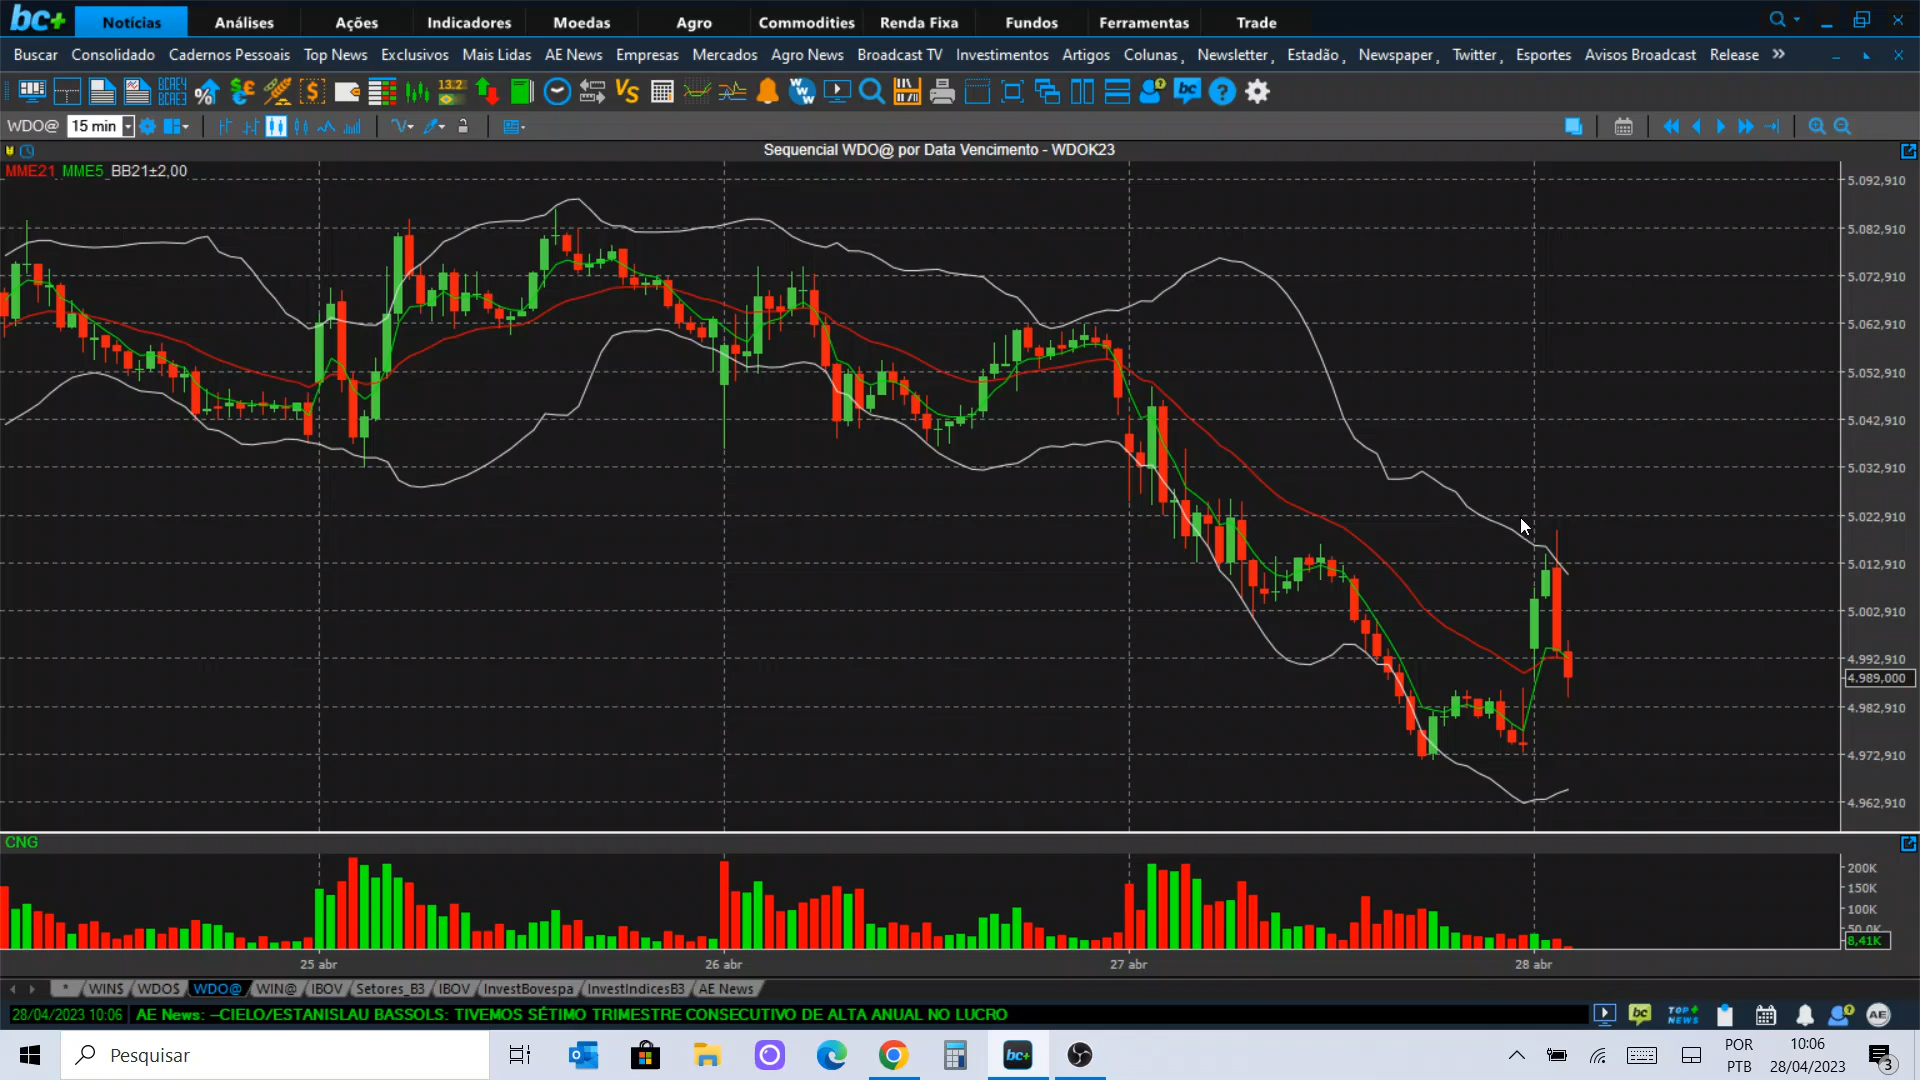 bc+ Notícias Análises Ações Indicadores Moedas Agro Commodities Renda Fixa Fundos Ferramentas Trade
Buscar Consolidado Cadernos Pessoais Top News Exclusivos Mais Lidas AE News Empresas Mercados Agro News Broadcast TV Investimentos Artigos Colunas Newsletter Estadão Newspaper Twitter Esportes Avisos Broadcast Release »
WDO@ 15 min
Sequencial WDO@ por Data Vencimento - WDOK23
MME21 MME5 BB21±2,00
5.092,910
5.082,910
5.072,910
5.062,910
5.052,910
5.042,910
5.032,910
5.022,910
5.012,910
5.002,910
4.992,910
4.989,000
4.982,910
4.972,910
4.962,910
CNG
200K
150K
100K
50,0K
8,41K
25 abr 26 abr 27 abr 28 abr
* WIN$ WDO$ WDO@ WIN@ IBOV Setores_B3 IBOV InvestBovespa InvestIndicesB3 AE News
28/04/2023 10:06 AE News: --CIELO/ESTANISLAU BASSOLS: TIVEMOS SÉTIMO TRIMESTRE CONSECUTIVO DE ALTA ANUAL NO LUCRO
bc TOP+ NEWS AE
Pesquisar
bc+
POR
PTB
10:06
28/04/2023
3